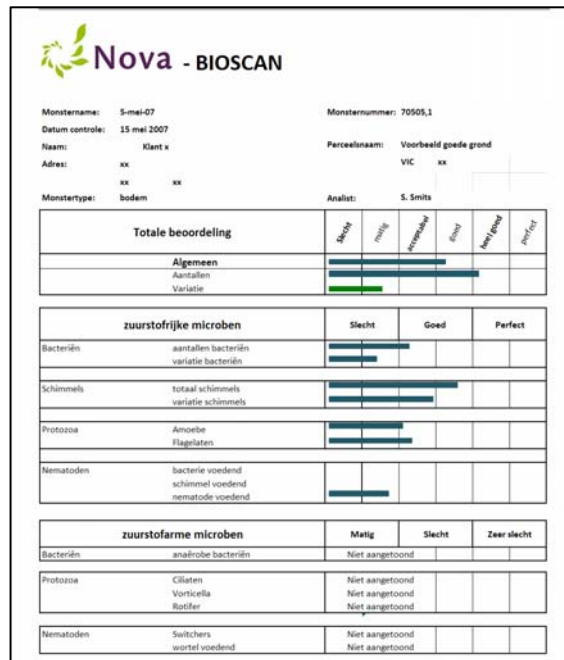 Nova - BIOSCAN
Monstername: 5-mei-07 Monsternummer: 70505,1
Datum controle: 15 mei 2007
Naam: Klant x Perceelsnaam: Voorbeeld goede grond
Adres: xx VIC xx
xx xx
Monstertype: bodem Analist: S. Smits
Totale beoordeling Slecht matig acceptabel goed heel goed perfect
Algemeen
Aantallen
Variatie
zuurstofrijke microben Slecht Goed Perfect
Bacteriën aantallen bacteriën
variatie bacteriën
Schimmels totaal schimmels
variatie schimmels
Protozoa Amoebe
Flagelaten
Nematoden bacterie voedend
schimmel voedend
nematode voedend
zuurstofarme microben Matig Slecht Zeer slecht
Bacteriën anaërobe bacteriën Niet aangetoond
Protozoa Ciliaten Niet aangetoond
Vorticella Niet aangetoond
Rotifer Niet aangetoond
Nematoden Switchers Niet aangetoond
wortel voedend Niet aangetoond